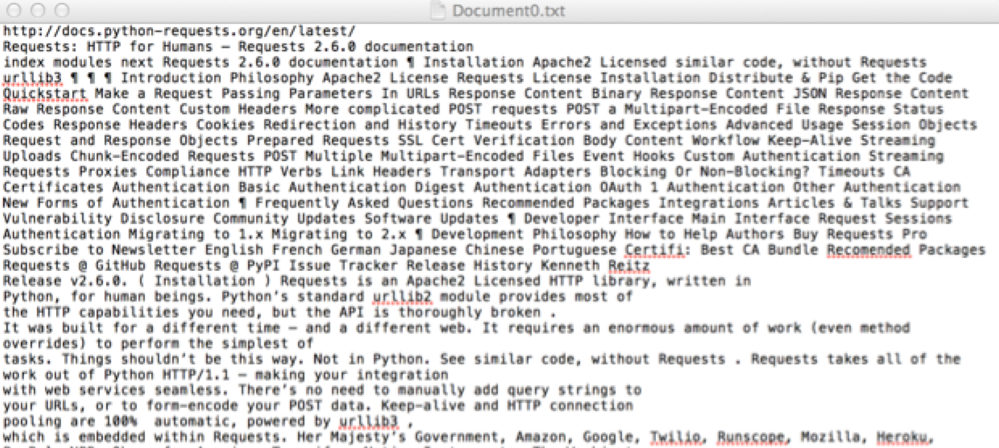 Document0.txt
http://docs.python-requests.org/en/latest/
Requests: HTTP for Humans — Requests 2.6.0 documentation
index modules next Requests 2.6.0 documentation ¶ Installation Apache2 Licensed similar code, without Requests
urllib3 ¶ ¶ ¶ Introduction Philosophy Apache2 License Requests License Installation Distribute & Pip Get the Code
Quickstart Make a Request Passing Parameters In URLs Response Content Binary Response Content JSON Response Content
Raw Response Content Custom Headers More complicated POST requests POST a Multipart-Encoded File Response Status
Codes Response Headers Cookies Redirection and History Timeouts Errors and Exceptions Advanced Usage Session Objects
Request and Response Objects Prepared Requests SSL Cert Verification Body Content Workflow Keep-Alive Streaming
Uploads Chunk-Encoded Requests POST Multiple Multipart-Encoded Files Event Hooks Custom Authentication Streaming
Requests Proxies Compliance HTTP Verbs Link Headers Transport Adapters Blocking Or Non-Blocking? Timeouts CA
Certificates Authentication Basic Authentication Digest Authentication OAuth 1 Authentication Other Authentication
New Forms of Authentication ¶ Frequently Asked Questions Recommended Packages Integrations Articles & Talks Support
Vulnerability Disclosure Community Updates Software Updates ¶ Developer Interface Main Interface Request Sessions
Authentication Migrating to 1.x Migrating to 2.x ¶ Development Philosophy How to Help Authors Buy Requests Pro
Subscribe to Newsletter English French German Japanese Chinese Portuguese Certifi: Best CA Bundle Recomended Packages
Requests @ GitHub Requests @ PyPI Issue Tracker Release History Kenneth Reitz
Release v2.6.0. ( Installation ) Requests is an Apache2 Licensed HTTP library, written in
Python, for human beings. Python’s standard urllib2 module provides most of
the HTTP capabilities you need, but the API is thoroughly broken .
It was built for a different time — and a different web. It requires an enormous amount of work (even method
overrides) to perform the simplest of
tasks. Things shouldn’t be this way. Not in Python. See similar code, without Requests . Requests takes all of the
work out of Python HTTP/1.1 — making your integration
with web services seamless. There’s no need to manually add query strings to
your URLs, or to form-encode your POST data. Keep-alive and HTTP connection
pooling are 100%  automatic, powered by urllib3 ,
which is embedded within Requests. Her Majesty’s Government, Amazon, Google, Twilio, Runscope, Mozilla, Heroku,